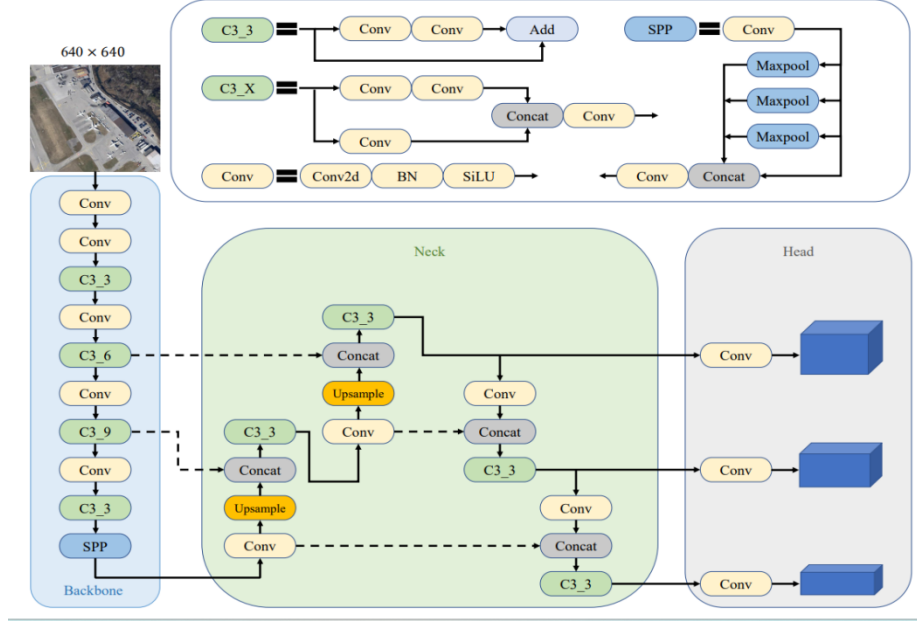 640 × 640
C3_3
Conv
Conv
Add
C3_X
Conv
Conv
Conv
Concat
Conv
Conv
Conv2d
BN
SiLU
SPP
Conv
Maxpool
Maxpool
Maxpool
Conv
Concat
Conv
Conv
C3_3
Conv
C3_6
Conv
C3_9
Conv
C3_3
SPP
Backbone
Neck
C3_3
Concat
Upsample
Conv
C3_3
Concat
Upsample
Conv
Conv
Concat
C3_3
Conv
Concat
C3_3
Head
Conv
Conv
Conv